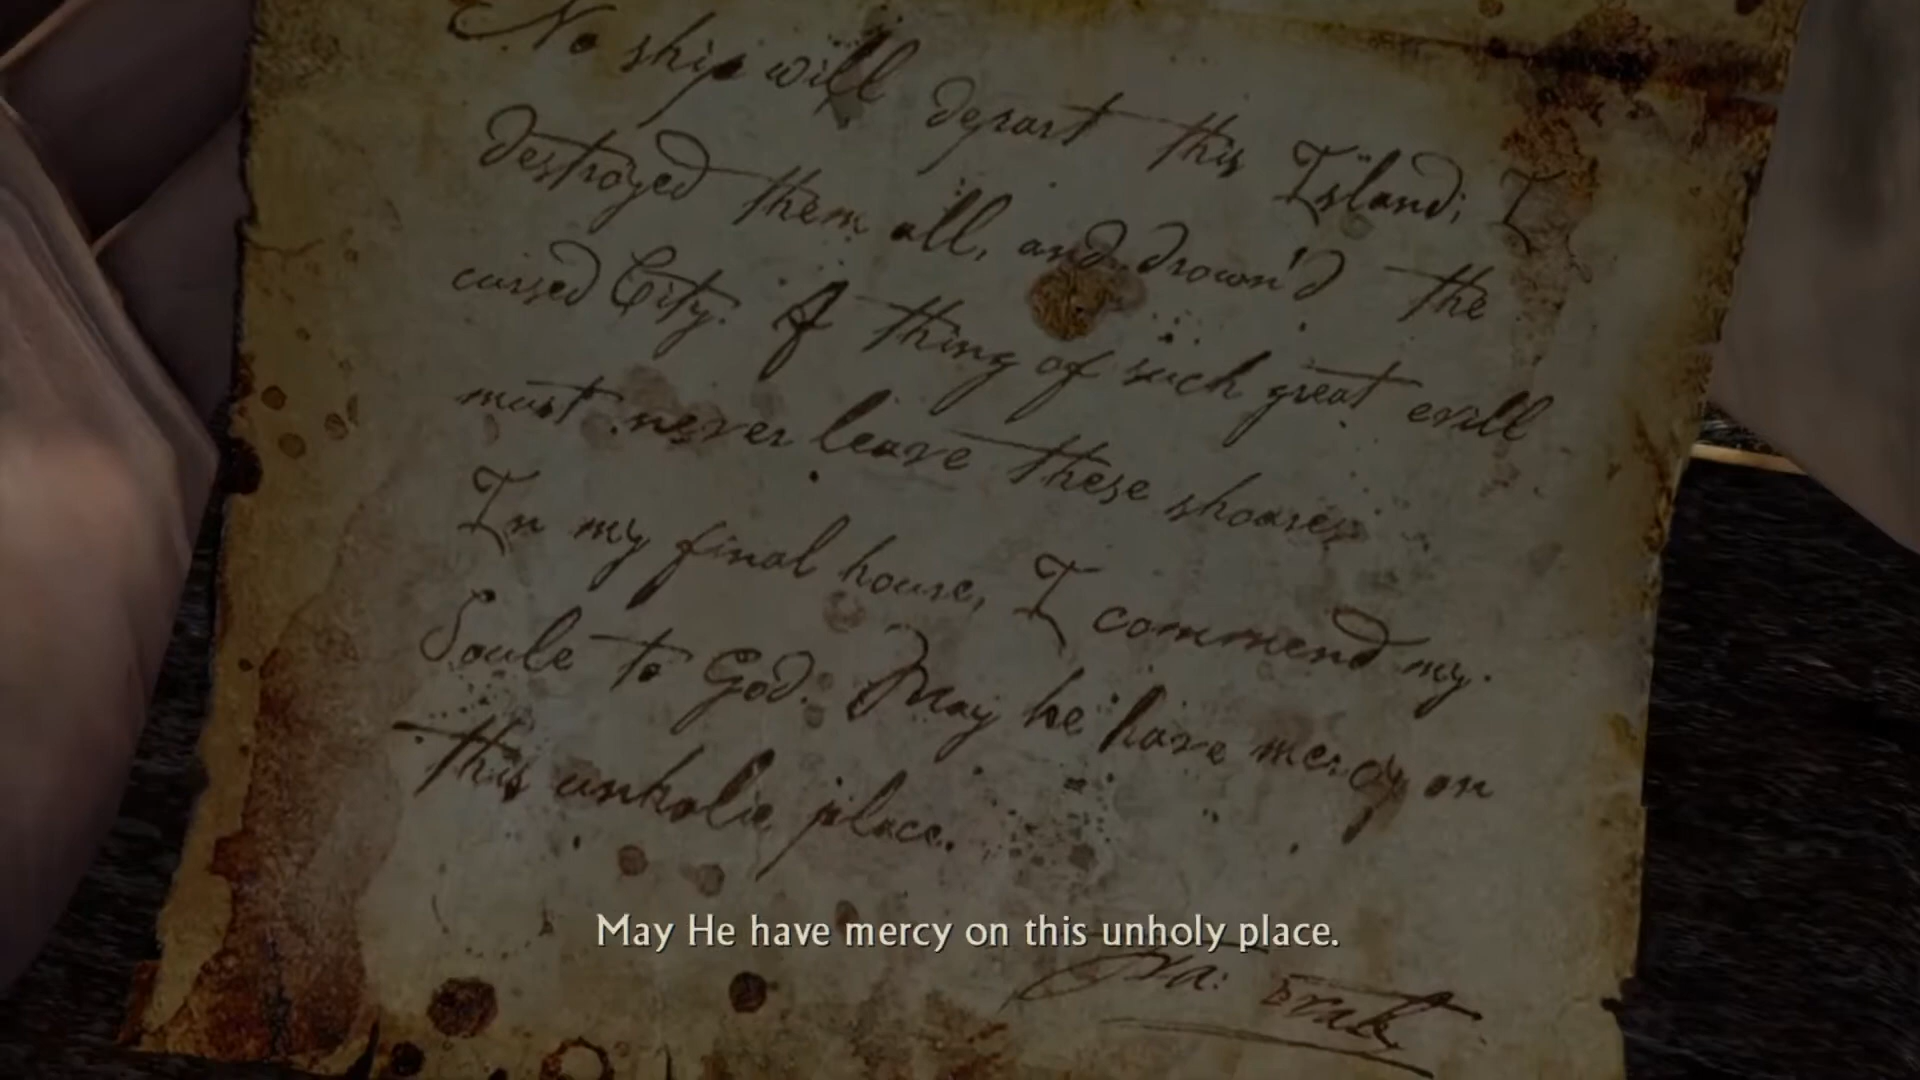 No ship will depart this Island; I
destroyed them all, and drown'd the
cursed City. A thing of such great evill
must never leave these shoares
In my final house, I commend my
Soule to God. May he have mercy on
this unholie place.
May He have mercy on this unholy place.
Fra: Drake